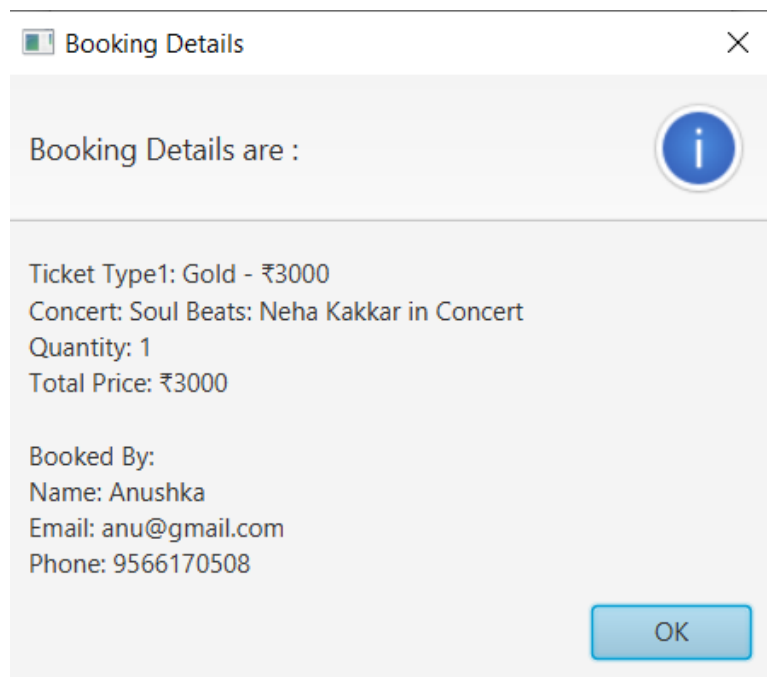 Booking Details
Booking Details are :
Ticket Type1: Gold - ₹3000
Concert: Soul Beats: Neha Kakkar in Concert
Quantity: 1
Total Price: ₹3000
Booked By:
Name: Anushka
Email: anu@gmail.com
Phone: 9566170508
OK